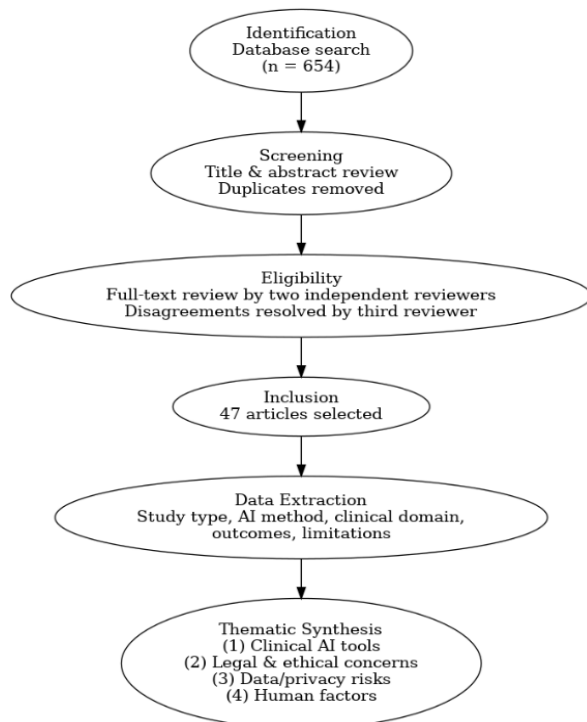 Identification
Database search
(n = 654)
Screening
Title & abstract review
Duplicates removed
Eligibility
Full-text review by two independent reviewers
Disagreements resolved by third reviewer
Inclusion
47 articles selected
Data Extraction
Study type, AI method, clinical domain,
outcomes, limitations
Thematic Synthesis
(1) Clinical AI tools
(2) Legal & ethical concerns
(3) Data/privacy risks
(4) Human factors